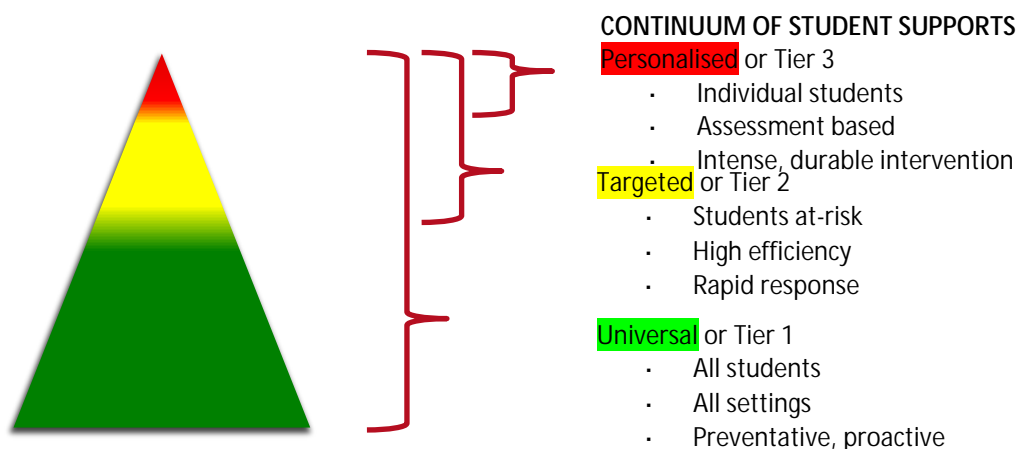 CONTINUUM OF STUDENT SUPPORTS
Personalised or Tier 3
· Individual students
· Assessment based
· Intense, durable intervention
Targeted or Tier 2
· Students at-risk
· High efficiency
· Rapid response
Universal or Tier 1
· All students
· All settings
· Preventative, proactive